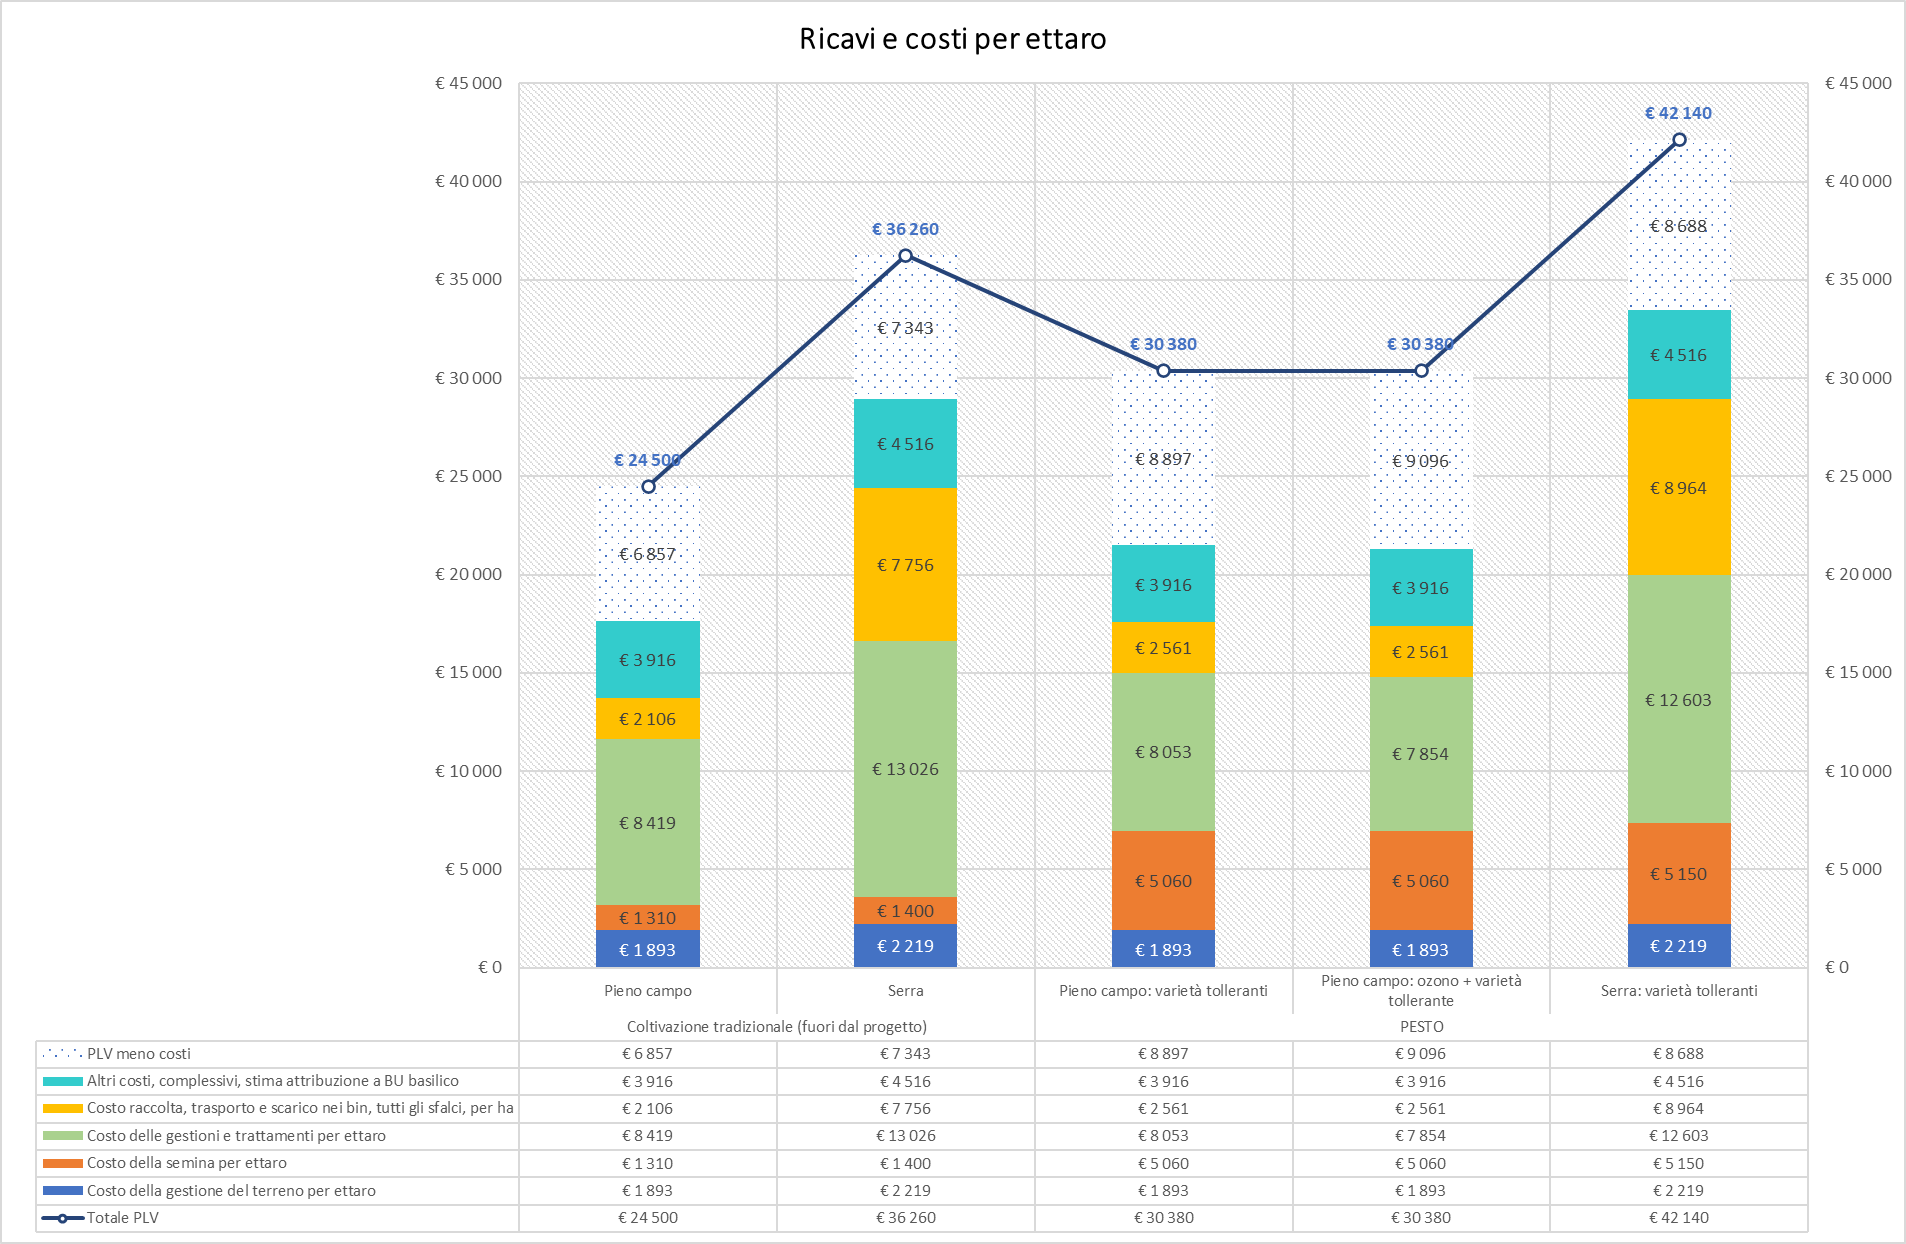 Ricavi e costi per ettaro
€ 45 000
€ 40 000
€ 35 000
€ 30 000
€ 25 000
€ 20 000
€ 15 000
€ 10 000
€ 5 000
€ 0
€ 45 000
€ 40 000
€ 35 000
€ 30 000
€ 25 000
€ 20 000
€ 15 000
€ 10 000
€ 5 000
€ 0
€ 24 500
€ 6 857
€ 3 916
€ 2 106
€ 8 419
€ 1 310
€ 1 893
€ 36 260
€ 7 343
€ 4 516
€ 7 756
€ 13 026
€ 1 400
€ 2 219
€ 30 380
€ 8 897
€ 3 916
€ 2 561
€ 8 053
€ 5 060
€ 1 893
€ 30 380
€ 9 096
€ 3 916
€ 2 561
€ 7 854
€ 5 060
€ 1 893
€ 42 140
€ 8 688
€ 4 516
€ 8 964
€ 12 603
€ 5 150
€ 2 219
Pieno campo
Serra
Pieno campo: varietà tolleranti
Pieno campo: ozono + varietà
tollerante
Serra: varietà tolleranti
Coltivazione tradizionale (fuori dal progetto) PESTO
PLV meno costi € 6 857 € 7 343 € 8 897 € 9 096 € 8 688
Altri costi, complessivi, stima attribuzione a BU basilico € 3 916 € 4 516 € 3 916 € 3 916 € 4 516
Costo raccolta, trasporto e scarico nei bin, tutti gli sfalci, per ha € 2 106 € 7 756 € 2 561 € 2 561 € 8 964
Costo delle gestioni e trattamenti per ettaro € 8 419 € 13 026 € 8 053 € 7 854 € 12 603
Costo della semina per ettaro € 1 310 € 1 400 € 5 060 € 5 060 € 5 150
Costo della gestione del terreno per ettaro € 1 893 € 2 219 € 1 893 € 1 893 € 2 219
Totale PLV € 24 500 € 36 260 € 30 380 € 30 380 € 42 140